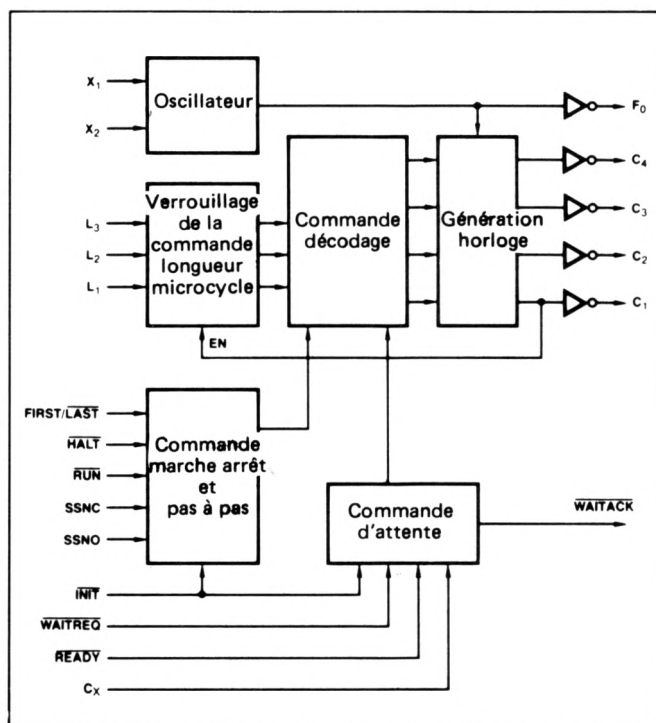 X1
Oscillateur
F0
X2
C4
Verrouillage
de la
commande
longueur
microcycle
L3
L2
L1
Commande
décodage
Génération
horloge
C3
C2
C1
EN
FIRST/LAST
HALT
RUN
SSNC
SSNO
Commande
marche arrêt
et
pas à pas
Commande
d'attente
WAITACK
INIT
WAITREQ
READY
CX